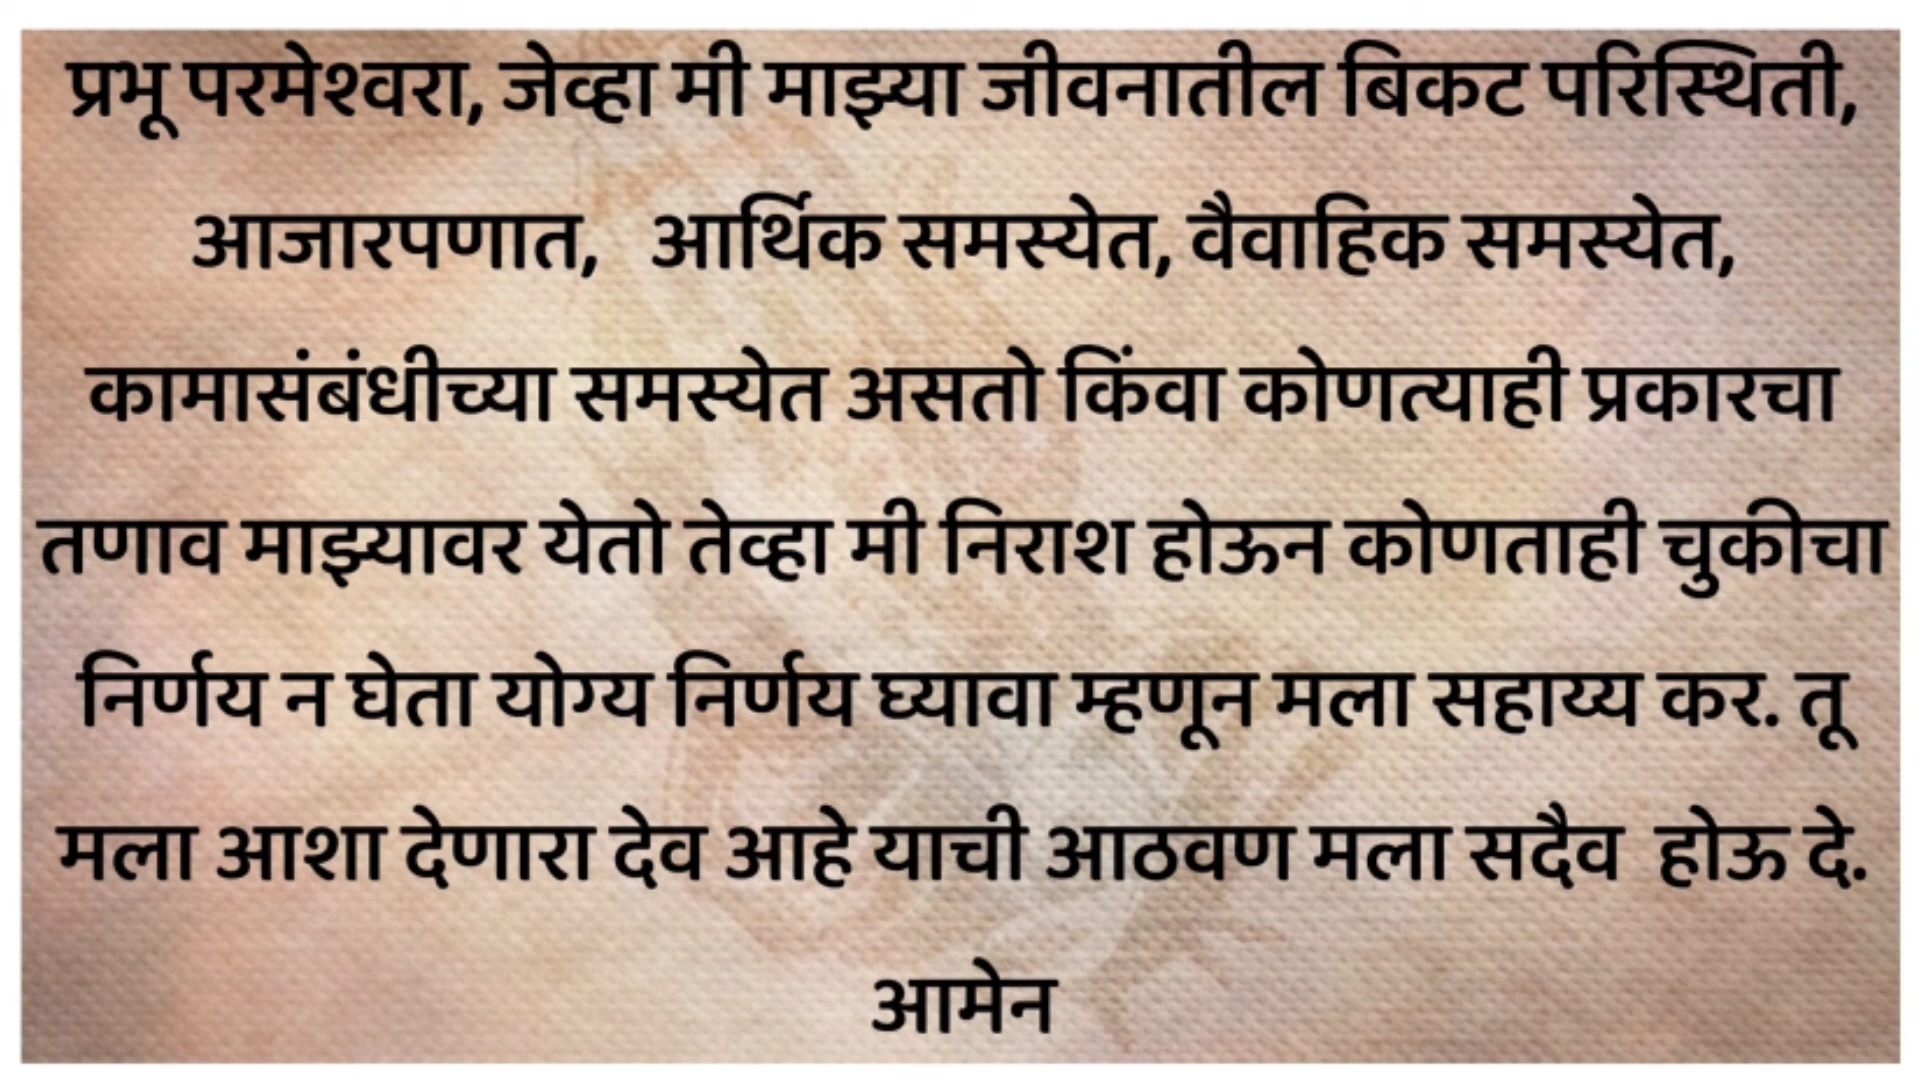 प्रभू परमेश्वरा, जेव्हा मी माझ्या जीवनातील बिकट परिस्थिती,
आजारपणात, आर्थिक समस्येत, वैवाहिक समस्येत,
कामासंबंधीच्या समस्येत असतो किंवा कोणत्याही प्रकारचा
तणाव माझ्यावर येतो तेव्हा मी निराश होऊन कोणताही चुकीचा
निर्णय न घेता योग्य निर्णय घ्यावा म्हणून मला सहाय्य कर. तू
मला आशा देणारा देव आहे याची आठवण मला सदैव होऊ दे.
आमेन